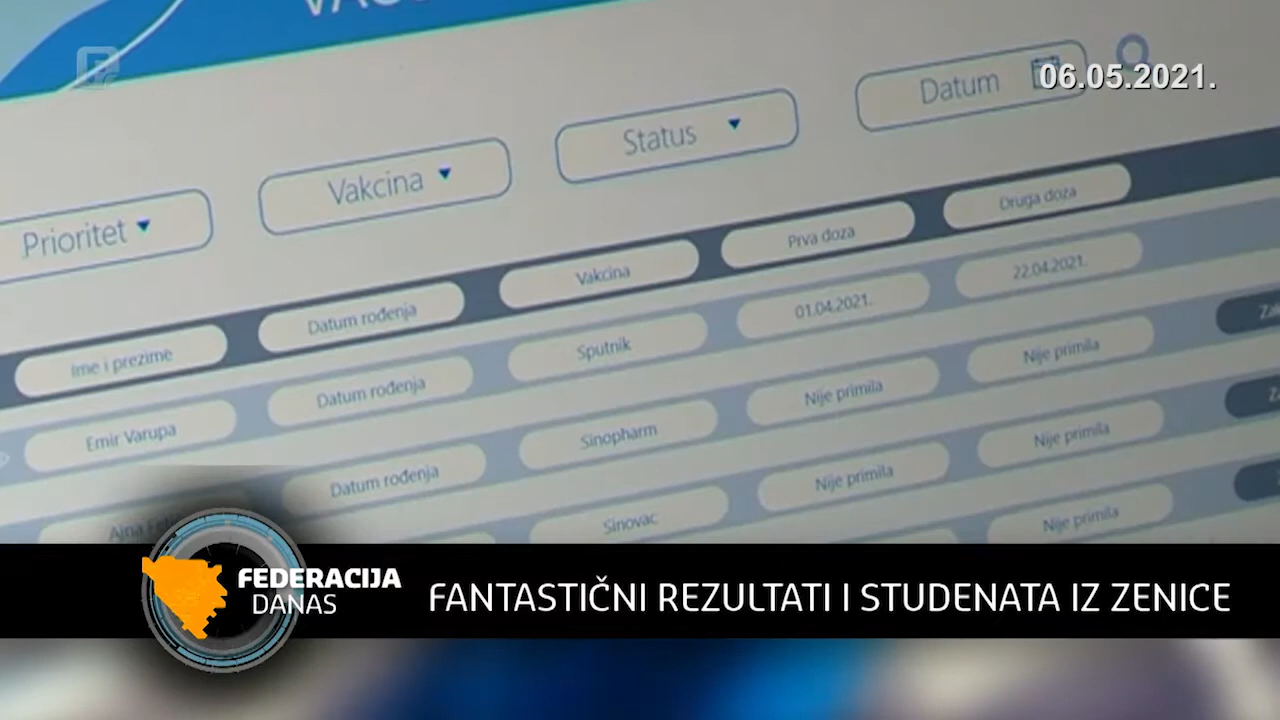 06.05.2021.
Prioritet
Vakcina
Status
Datum
Ime i prezime
Datum rođenja
Vakcina
Prva doza
Druga doza
Emir Varupa
Datum rođenja
Sputnik
01.04.2021.
22.04.2021.
Datum rođenja
Sinopharm
Nije primila
Nije primila
Sinovac
Nije primila
Nije primila
Nije primila
FEDERACIJA
DANAS
FANTASTIČNI REZULTATI I STUDENATA IZ ZENICE